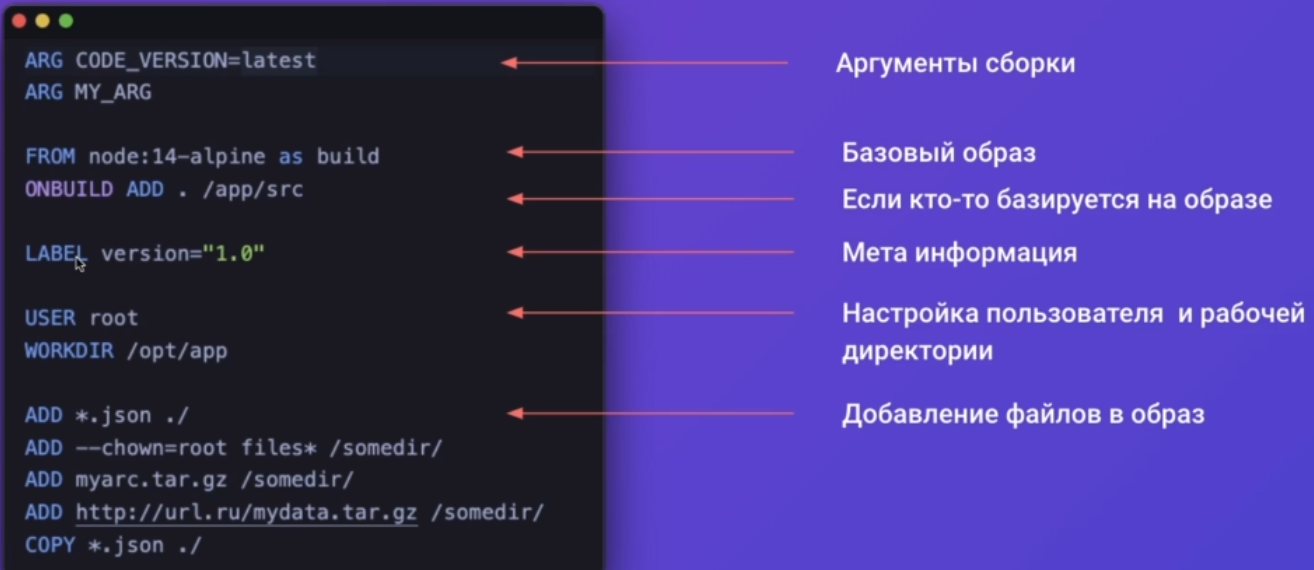 ARG CODE_VERSION=latest
Аргументы сборки
ARG MY_ARG
FROM node:14-alpine as build
Базовый образ
ONBUILD ADD . /app/src
Если кто-то базируется на образе
LABEL version="1.0"
Мета информация
USER root
Настройка пользователя и рабочей
директории
WORKDIR /opt/app
ADD *.json ./
Добавление файлов в образ
ADD --chown=root files* /somedir/
ADD myarc.tar.gz /somedir/
ADD http://url.ru/mydata.tar.gz /somedir/
COPY *.json ./